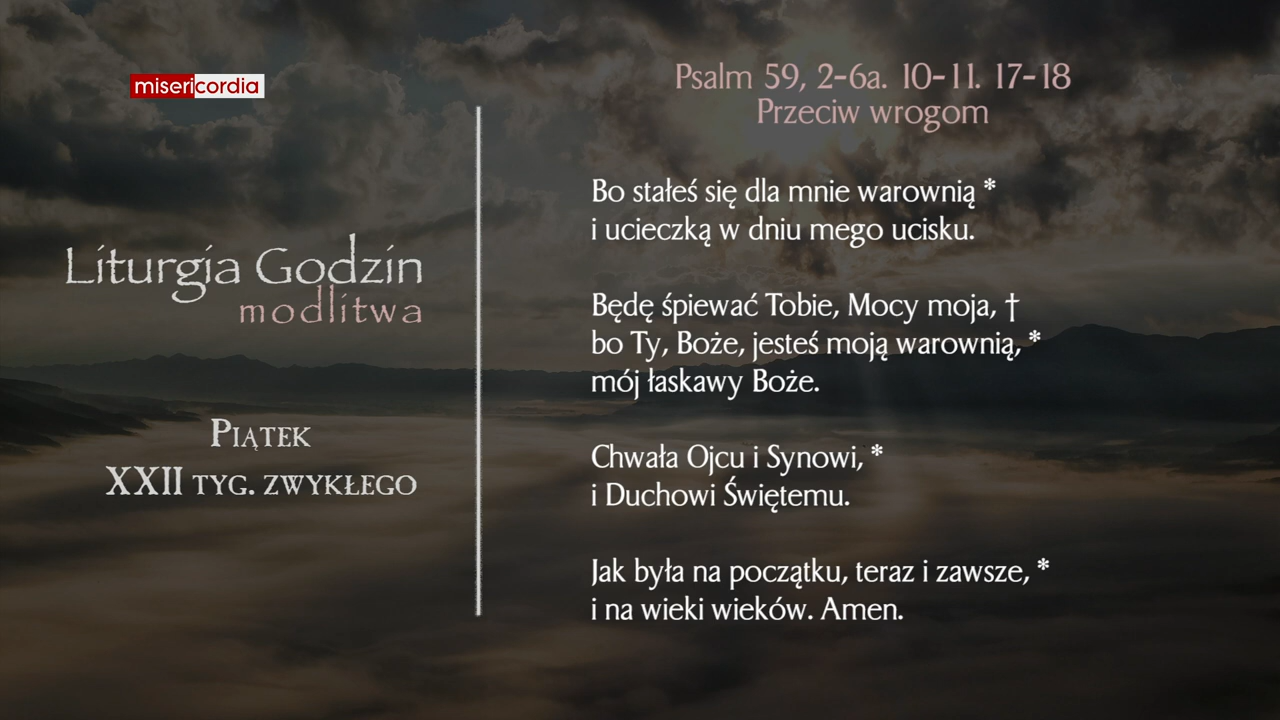 misericordia
Liturgia Godzin
modlitwa
Piątek
XXII tyg. zwykłego
Psalm 59, 2-6a. 10-11. 17-18
Przeciw wrogom
Bo stałeś się dla mnie warownią *
i ucieczką w dniu mego ucisku.
Będę śpiewać Tobie, Mocy moja, †
bo Ty, Boże, jesteś moją warownią, *
mój łaskawy Boże.
Chwała Ojcu i Synowi, *
i Duchowi Świętemu.
Jak była na początku, teraz i zawsze, *
i na wieki wieków. Amen.